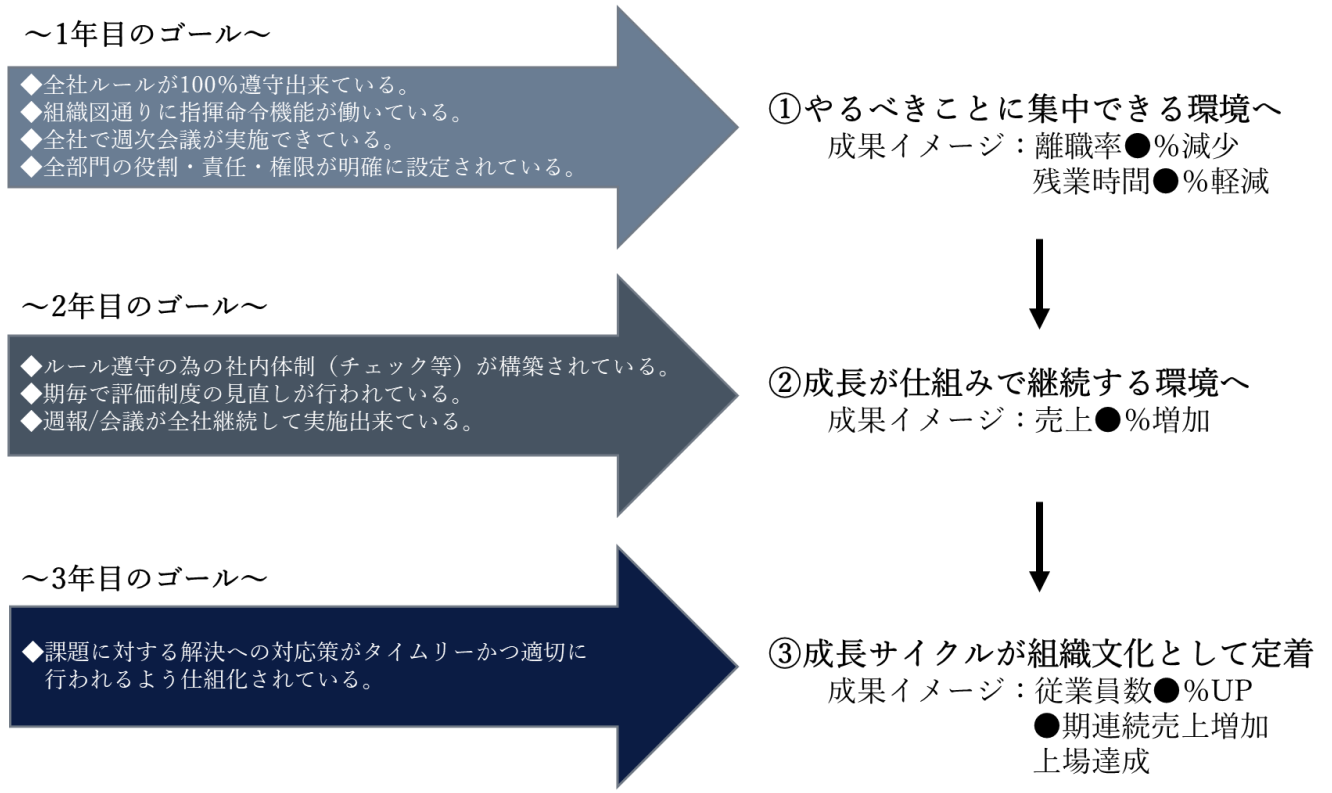 ～1年目のゴール～
◆全社ルールが100％遵守出来ている。
◆組織図通りに指揮命令機能が働いている。
◆全社で週次会議が実施できている。
◆全部門の役割・責任・権限が明確に設定されている。
①やるべきことに集中できる環境へ
成果イメージ：離職率●％減少
残業時間●％軽減
～2年目のゴール～
◆ルール遵守の為の社内体制（チェック等）が構築されている。
◆期毎で評価制度の見直しが行われている。
◆週報/会議が全社継続して実施出来ている。
②成長が仕組みで継続する環境へ
成果イメージ：売上●％増加
～3年目のゴール～
◆課題に対する解決への対応策がタイムリーかつ適切に
行われるよう仕組化されている。
③成長サイクルが組織文化として定着
成果イメージ：従業員数●％UP
●期連続売上増加
上場達成